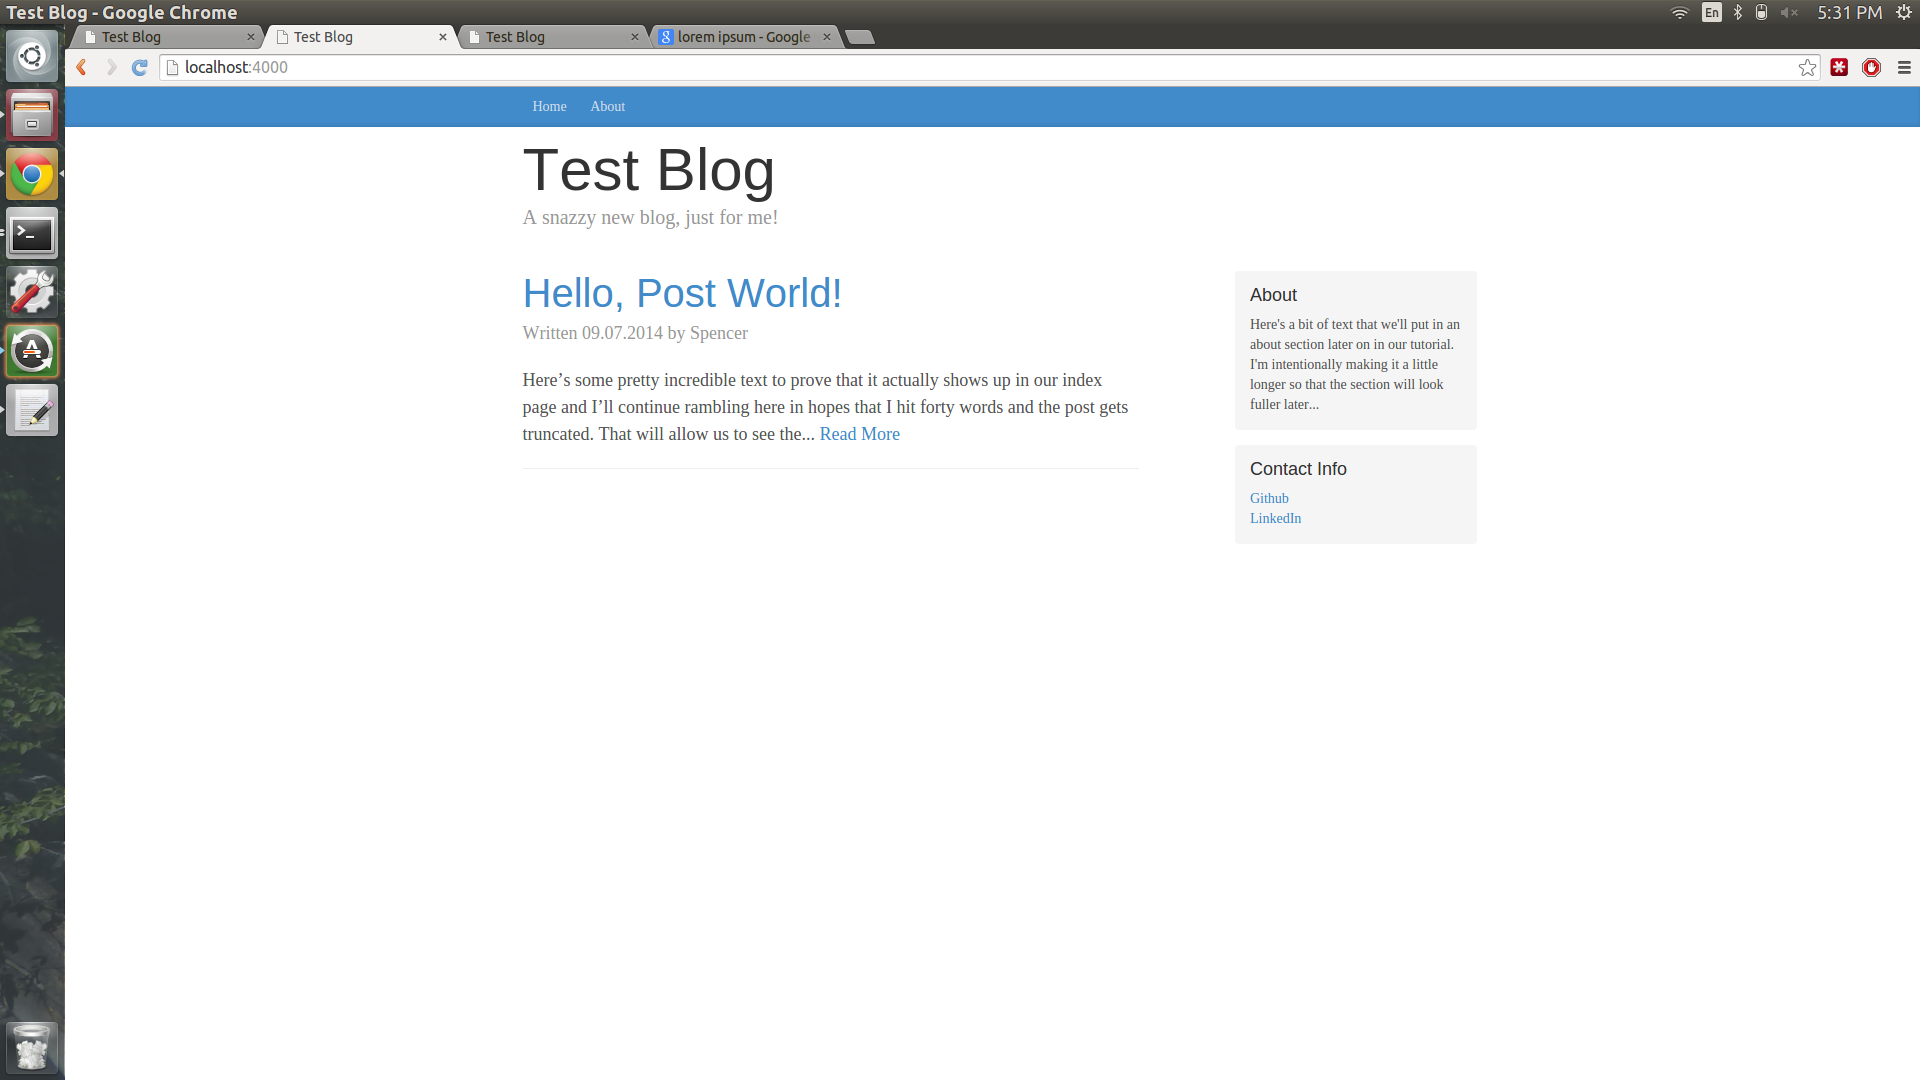 Test Blog - Google Chrome
En
5:31 PM
Test Blog
Test Blog
Test Blog
lorem ipsum - Google
localhost:4000
Home About
Test Blog
A snazzy new blog, just for me!
Hello, Post World!
Written 09.07.2014 by Spencer
Here’s some pretty incredible text to prove that it actually shows up in our index
page and I’ll continue rambling here in hopes that I hit forty words and the post gets
truncated. That will allow us to see the... Read More
About
Here's a bit of text that we'll put in an
about section later on in our tutorial.
I'm intentionally making it a little
longer so that the section will look
fuller later...
Contact Info
Github
LinkedIn